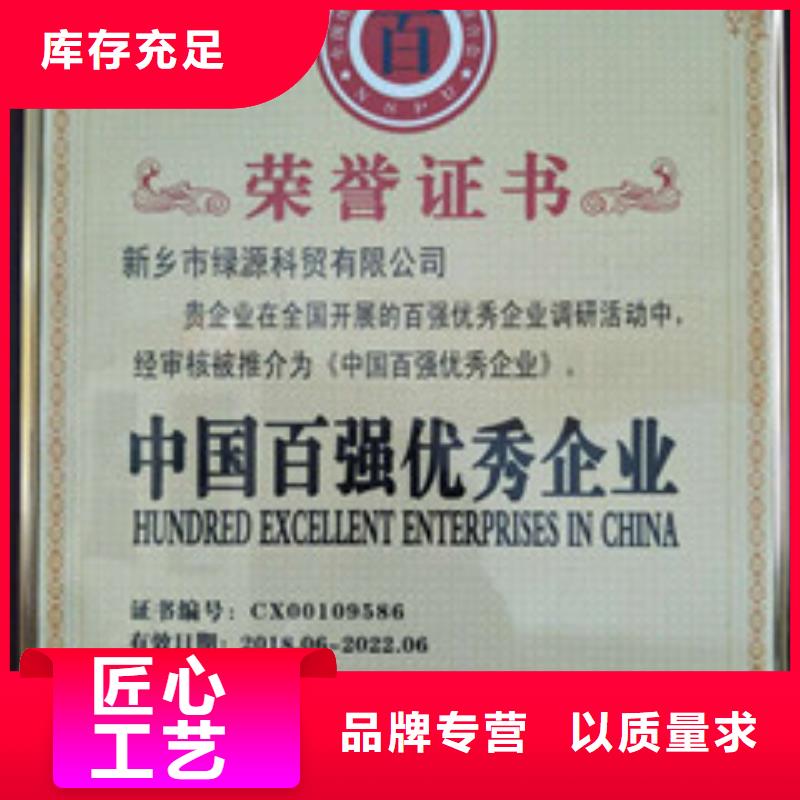 库存充足
百
NSPU
荣誉证书
新乡市绿源科贸有限公司
贵企业在全国开展的百强优秀企业调研活动中，
经审核被推介为《中国百强优秀企业》。
中国百强优秀企业
HUNDRED EXCELLENT ENTERPRISES IN CHINA
证书编号：CX00109586
有效日期：2018.06-2022.06
匠心
工艺
品牌专营 以质量求